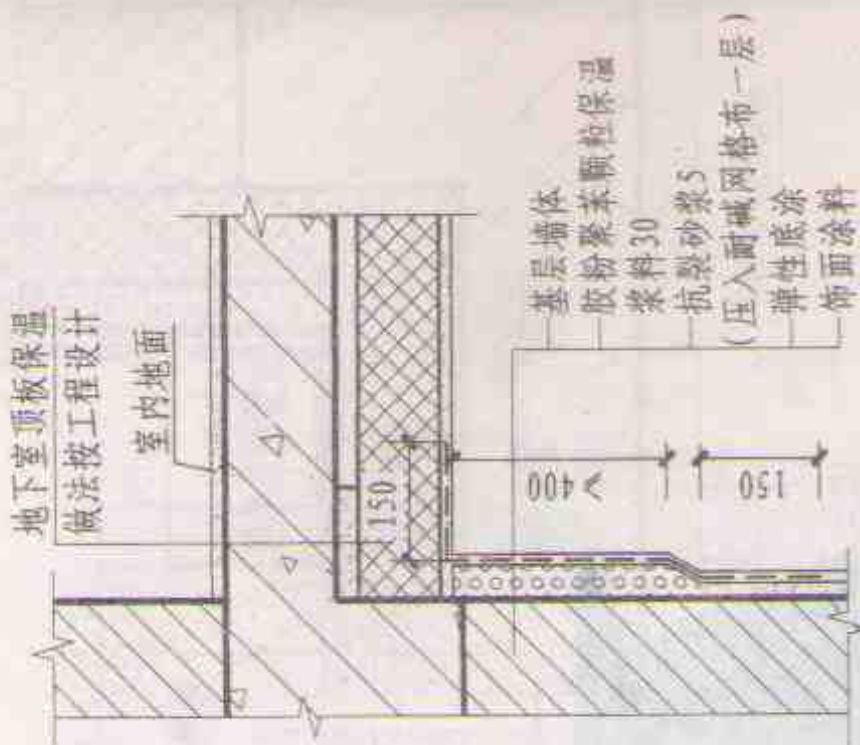 地下室顶板保温
做法按工程设计
室内地面
150
≥400
150
基层墙体
胶粉聚苯颗粒保温
浆料30
抗裂砂浆5
(压入耐碱网格布一层)
弹性底涂
饰面涂料